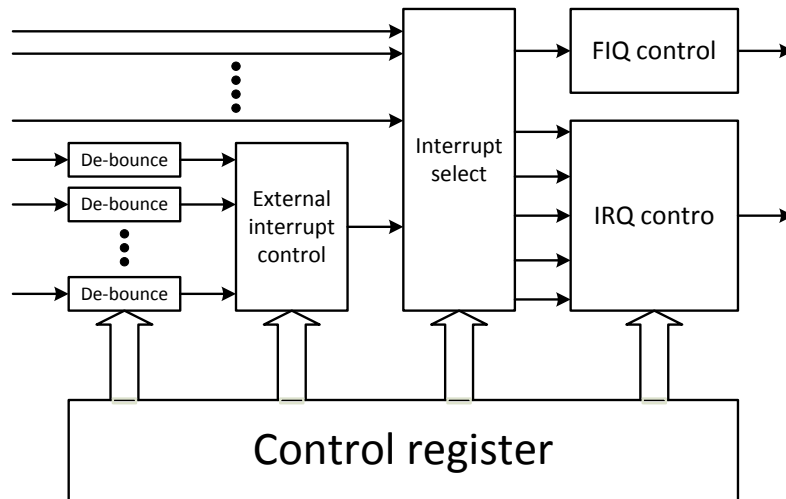 FIQ control
Interrupt
select
De-bounce
De-bounce
De-bounce
External
interrupt
control
IRQ contro
Control register